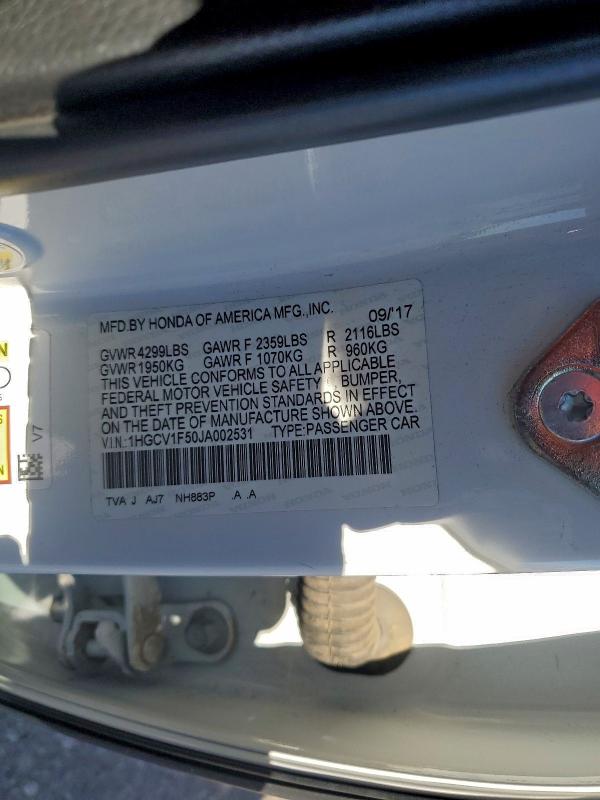 MFD.BY HONDA OF AMERICA MFG.,INC. 09/'17
GVWR 4299LBS GAWR F 2359LBS R 2116LBS
GVWR 1950KG GAWR F 1070KG R 960KG
THIS VEHICLE CONFORMS TO ALL APPLICABLE
FEDERAL MOTOR VEHICLE SAFETY, BUMPER,
AND THEFT PREVENTION STANDARDS IN EFFECT
ON THE DATE OF MANUFACTURE SHOWN ABOVE.
V.I.N.:1HGCV1F50JA002531 TYPE:PASSENGER CAR
TVA J AJ7 NH883P .A .A
V7